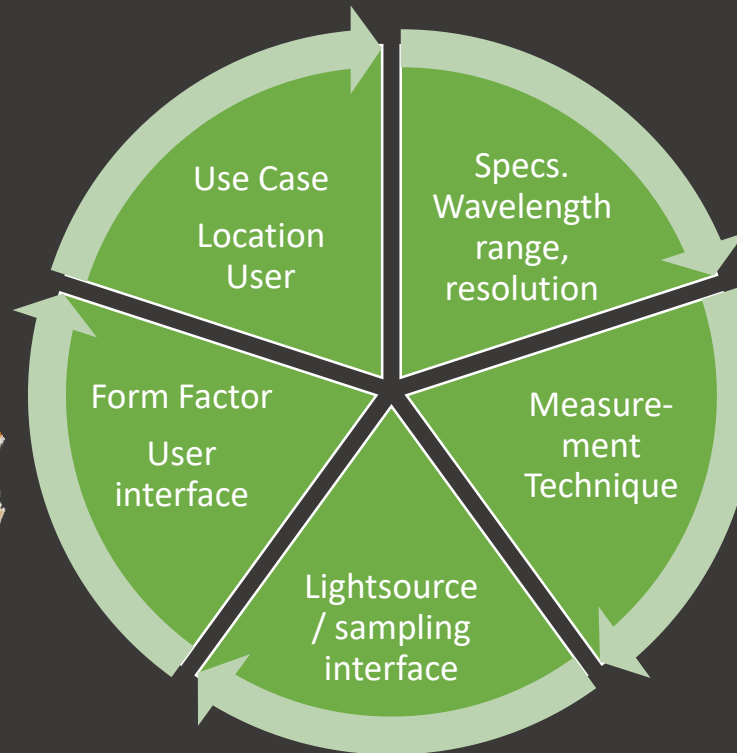 Use Case
Location
User
Specs.
Wavelength
range,
resolution
Measure-
ment
Technique
Lightsource
/ sampling
interface
Form Factor
User
interface